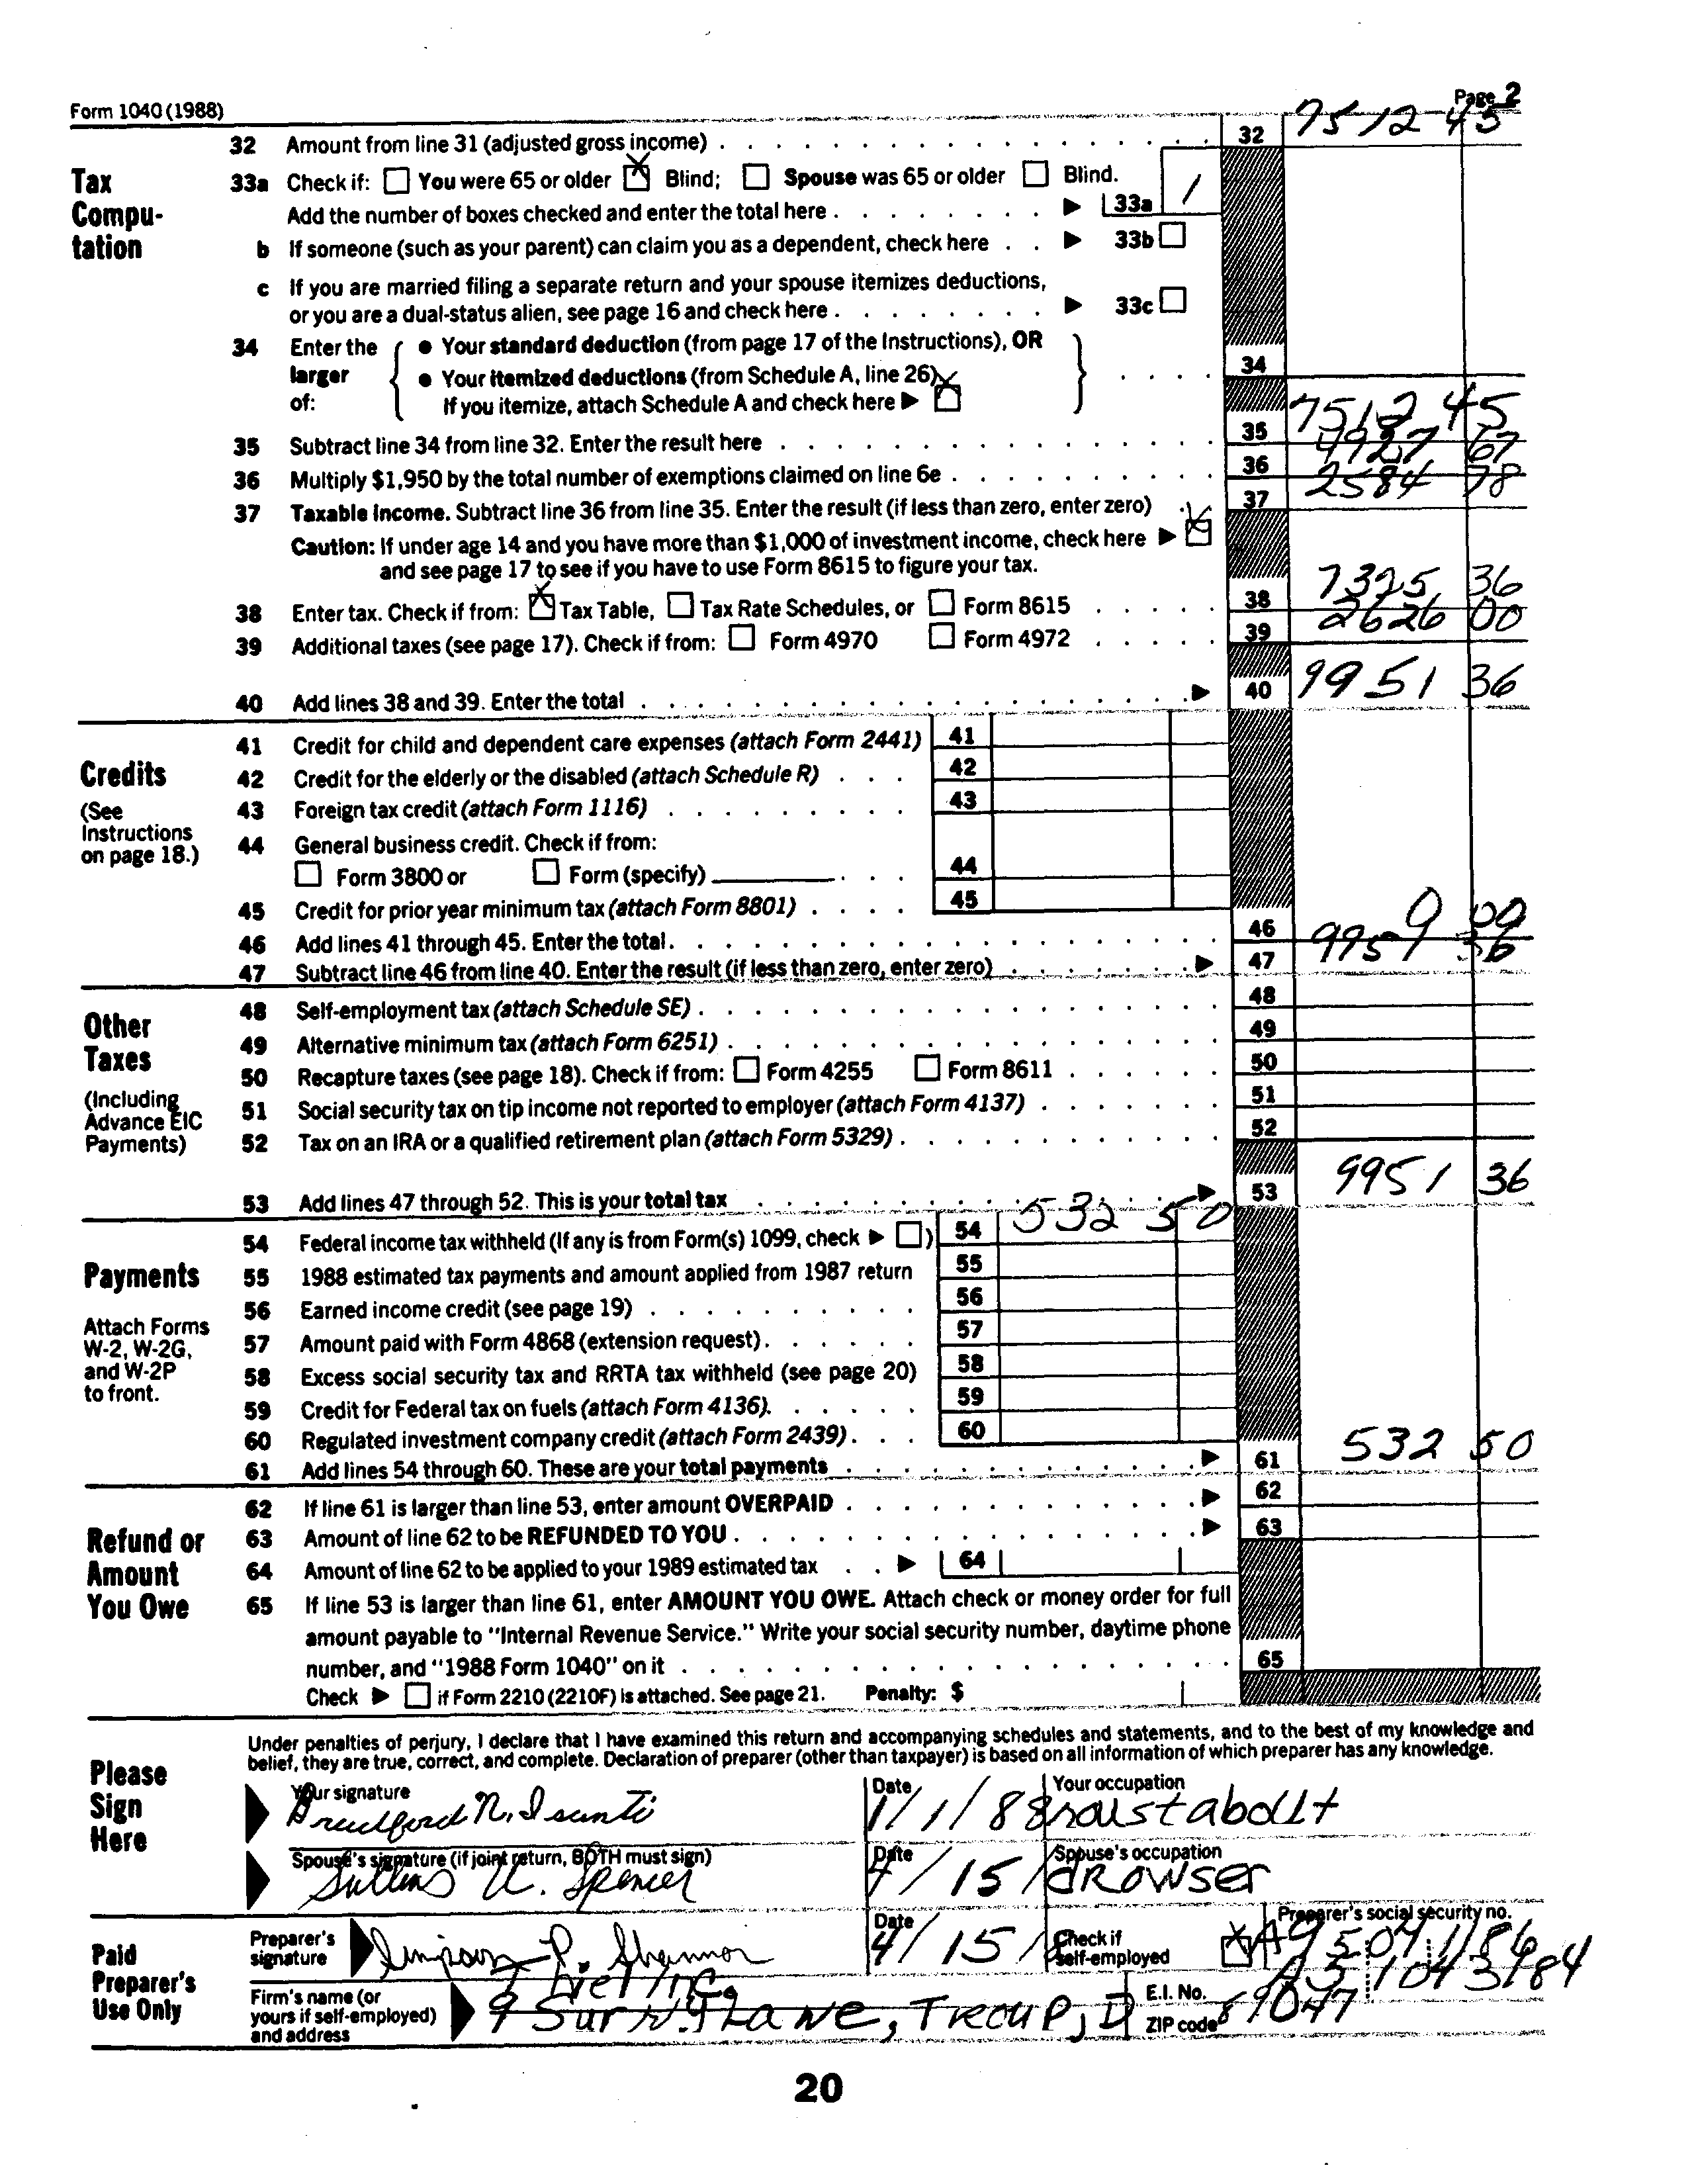 Form 1040 (1988)
Page 2
32 Amount from line 31 (adjusted gross income) 32 7512 45
Tax Compu-tation
33a Check if: You were 65 or older X Blind; Spouse was 65 or older Blind.
Add the number of boxes checked and enter the total here 33a 1
b If someone (such as your parent) can claim you as a dependent, check here 33b
c If you are married filing a separate return and your spouse itemizes deductions,
or you are a dual-status alien, see page 16 and check here 33c
34 Enter the larger of:
• Your standard deduction (from page 17 of the Instructions), OR
• Your itemized deductions (from Schedule A, line 26)
If you itemize, attach Schedule A and check here X
34
35 Subtract line 34 from line 32. Enter the result here 35 7512 45
36 Multiply $1,950 by the total number of exemptions claimed on line 6e 36 4927 67
37 Taxable income. Subtract line 36 from line 35. Enter the result (if less than zero, enter zero) 37 2584 78
Caution: If under age 14 and you have more than $1,000 of investment income, check here X
and see page 17 to see if you have to use Form 8615 to figure your tax.
38 Enter tax. Check if from: X Tax Table, Tax Rate Schedules, or Form 8615 38 7325 36
39 Additional taxes (see page 17). Check if from: Form 4970 Form 4972 39 2626 00
40 Add lines 38 and 39. Enter the total 40 9951 36
Credits
(See Instructions on page 18.)
41 Credit for child and dependent care expenses (attach Form 2441) 41
42 Credit for the elderly or the disabled (attach Schedule R) 42
43 Foreign tax credit (attach Form 1116) 43
44 General business credit. Check if from:
Form 3800 or Form (specify) 44
45 Credit for prior year minimum tax (attach Form 8801) 45
46 Add lines 41 through 45. Enter the total 46 0 00
47 Subtract line 46 from line 40. Enter the result (if less than zero, enter zero) 47 9951 36
Other Taxes
(Including Advance EIC Payments)
48 Self-employment tax (attach Schedule SE) 48
49 Alternative minimum tax (attach Form 6251) 49
50 Recapture taxes (see page 18). Check if from: Form 4255 Form 8611 50
51 Social security tax on tip income not reported to employer (attach Form 4137) 51
52 Tax on an IRA or a qualified retirement plan (attach Form 5329) 52
53 Add lines 47 through 52. This is your total tax 53 9951 36
Payments
Attach Forms W-2, W-2G, and W-2P to front.
54 Federal income tax withheld (If any is from Form(s) 1099, check ) 54 532 50
55 1988 estimated tax payments and amount applied from 1987 return 55
56 Earned income credit (see page 19) 56
57 Amount paid with Form 4868 (extension request) 57
58 Excess social security tax and RRTA tax withheld (see page 20) 58
59 Credit for Federal tax on fuels (attach Form 4136) 59
60 Regulated investment company credit (attach Form 2439) 60
61 Add lines 54 through 60. These are your total payments 61 532 50
Refund or Amount You Owe
62 If line 61 is larger than line 53, enter amount OVERPAID 62
63 Amount of line 62 to be REFUNDED TO YOU 63
64 Amount of line 62 to be applied to your 1989 estimated tax 64
65 If line 53 is larger than line 61, enter AMOUNT YOU OWE. Attach check or money order for full
amount payable to "Internal Revenue Service." Write your social security number, daytime phone
number, and "1988 Form 1040" on it 65
Check if Form 2210 (2210F) is attached. See page 21. Penalty: $
Please Sign Here
Under penalties of perjury, I declare that I have examined this return and accompanying schedules and statements, and to the best of my knowledge and
belief, they are true, correct, and complete. Declaration of preparer (other than taxpayer) is based on all information of which preparer has any knowledge.
Your signature N. Date 1/1/88 Your occupation
Spouse's signature (if joint return, BOTH must sign) Spencer Date 4/15/ Spouse's occupation drowser
Paid Preparer's Use Only
Preparer's signature P. Shannor Date 4/15/ Check if self-employed X Preparer's social security no.
Firm's name (or yours if self-employed) and address Inc. Lane, Troup, E.I. No.
ZIP code
20